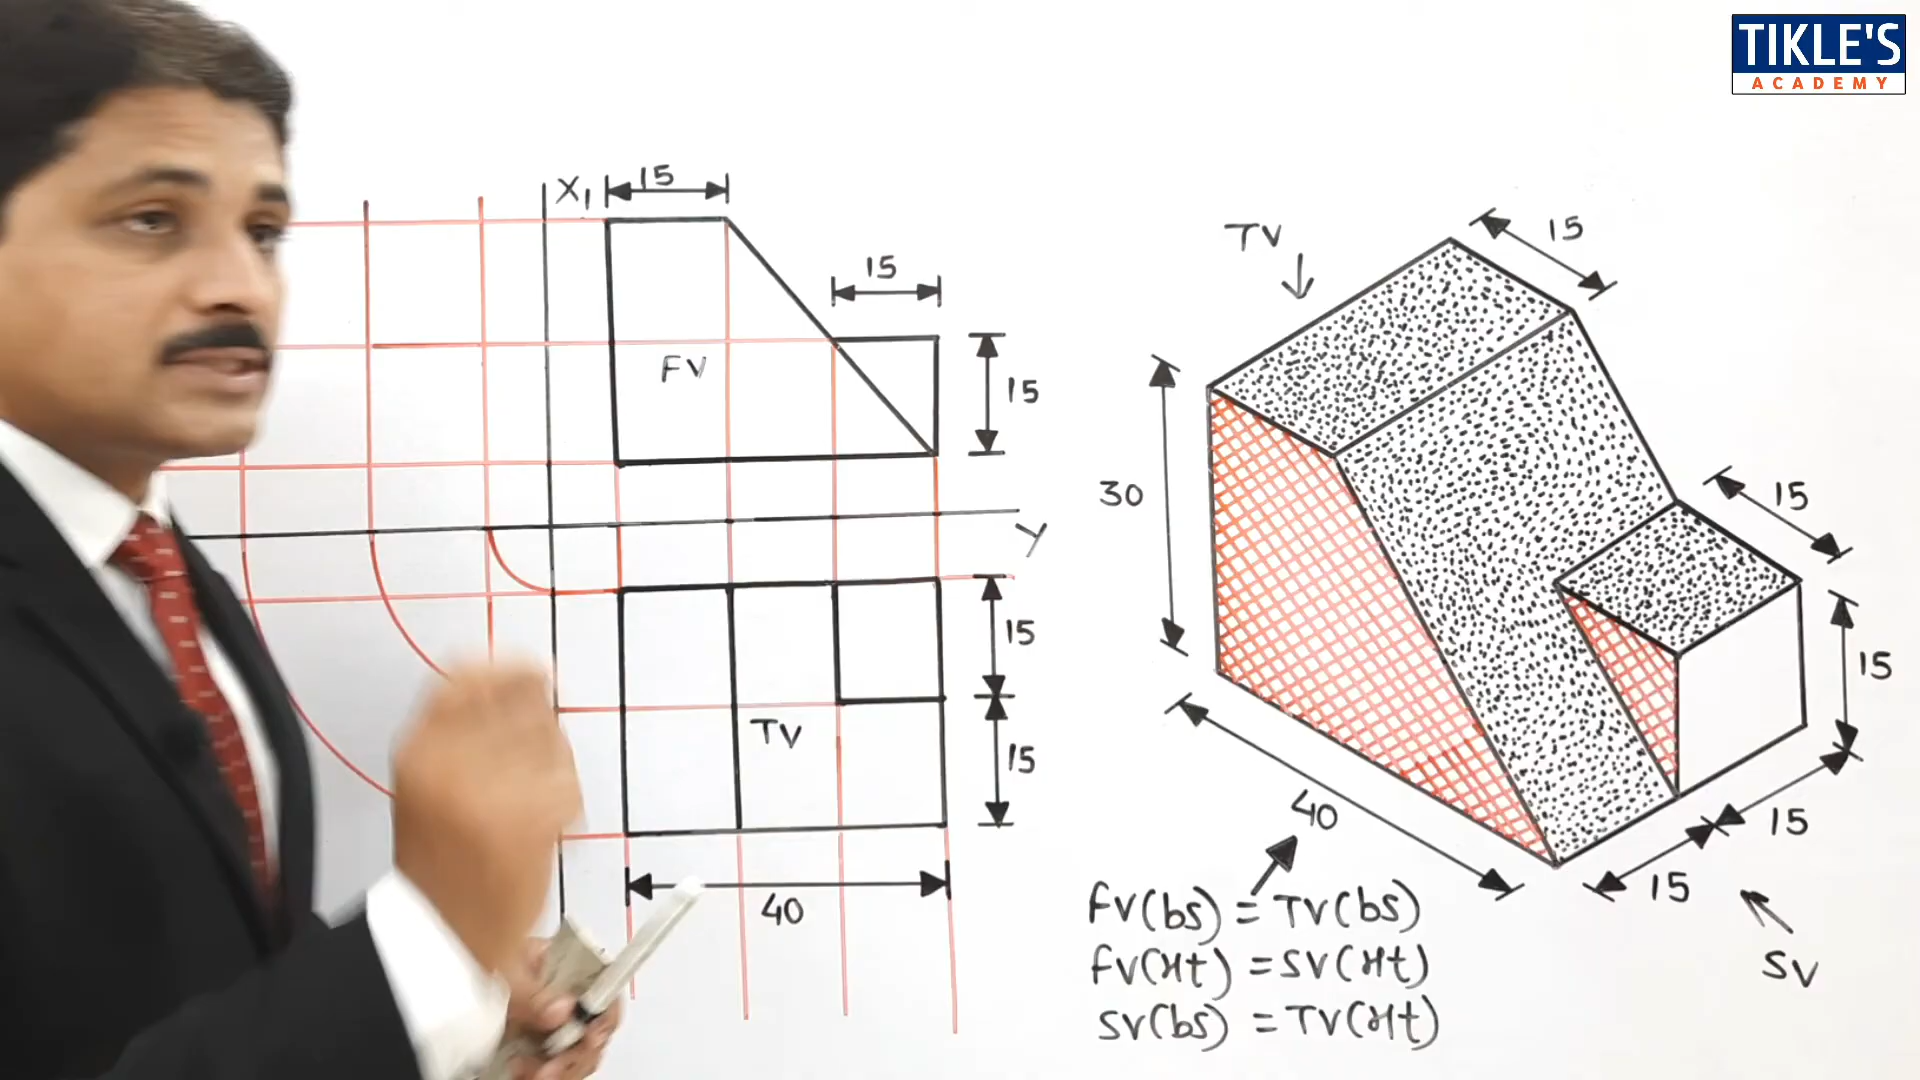 TIKLE'S
ACADEMY
X1
15
15
FV
15
Y
15
TV
15
40
TV
15
30
15
15
40
15
15
SV
FV(bs) = TV(bs)
FV(Ht) = SV(Ht)
SV(bs) = TV(Ht)